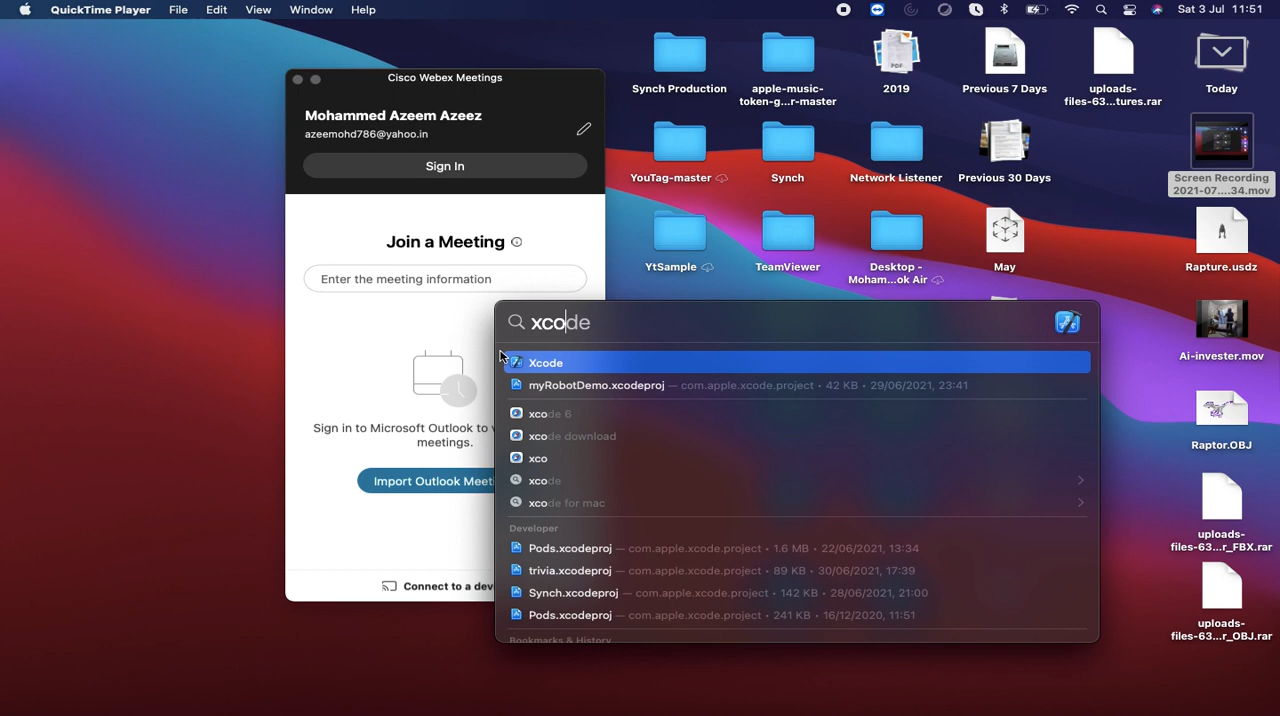 QuickTime Player File Edit View Window Help
Sat 3 Jul 11:51
Cisco Webex Meetings
Mohammed Azeem Azeez
azeemohd786@yahoo.in
Sign In
Join a Meeting
Enter the meeting information
Sign in to Microsoft Outlook to
meetings.
Import Outlook Meeti
Connect to a dev
Synch Production
apple-music-
token-g...r-master
2019
PDF
Previous 7 Days
uploads-
files-63...tures.rar
Today
YouTag-master
Synch
Network Listener
Previous 30 Days
Screen Recording
2021-07....34.mov
YtSample
TeamViewer
Desktop -
Moham...ok Air
May
Rapture.usdz
Ai-invester.mov
Raptor.OBJ
uploads-
files-63...r_FBX.rar
uploads-
files-63...r_OBJ.rar
xcode
Xcode
myRobotDemo.xcodeproj — com.apple.xcode.project • 42 KB • 29/06/2021, 23:41
xcode 6
xcode download
xco
xcode
xcode for mac
Developer
Pods.xcodeproj — com.apple.xcode.project • 1.6 MB • 22/06/2021, 13:34
trivia.xcodeproj — com.apple.xcode.project • 89 KB • 30/06/2021, 17:39
Synch.xcodeproj — com.apple.xcode.project • 142 KB • 28/06/2021, 21:00
Pods.xcodeproj — com.apple.xcode.project • 241 KB • 16/12/2020, 11:51
Bookmarks & History